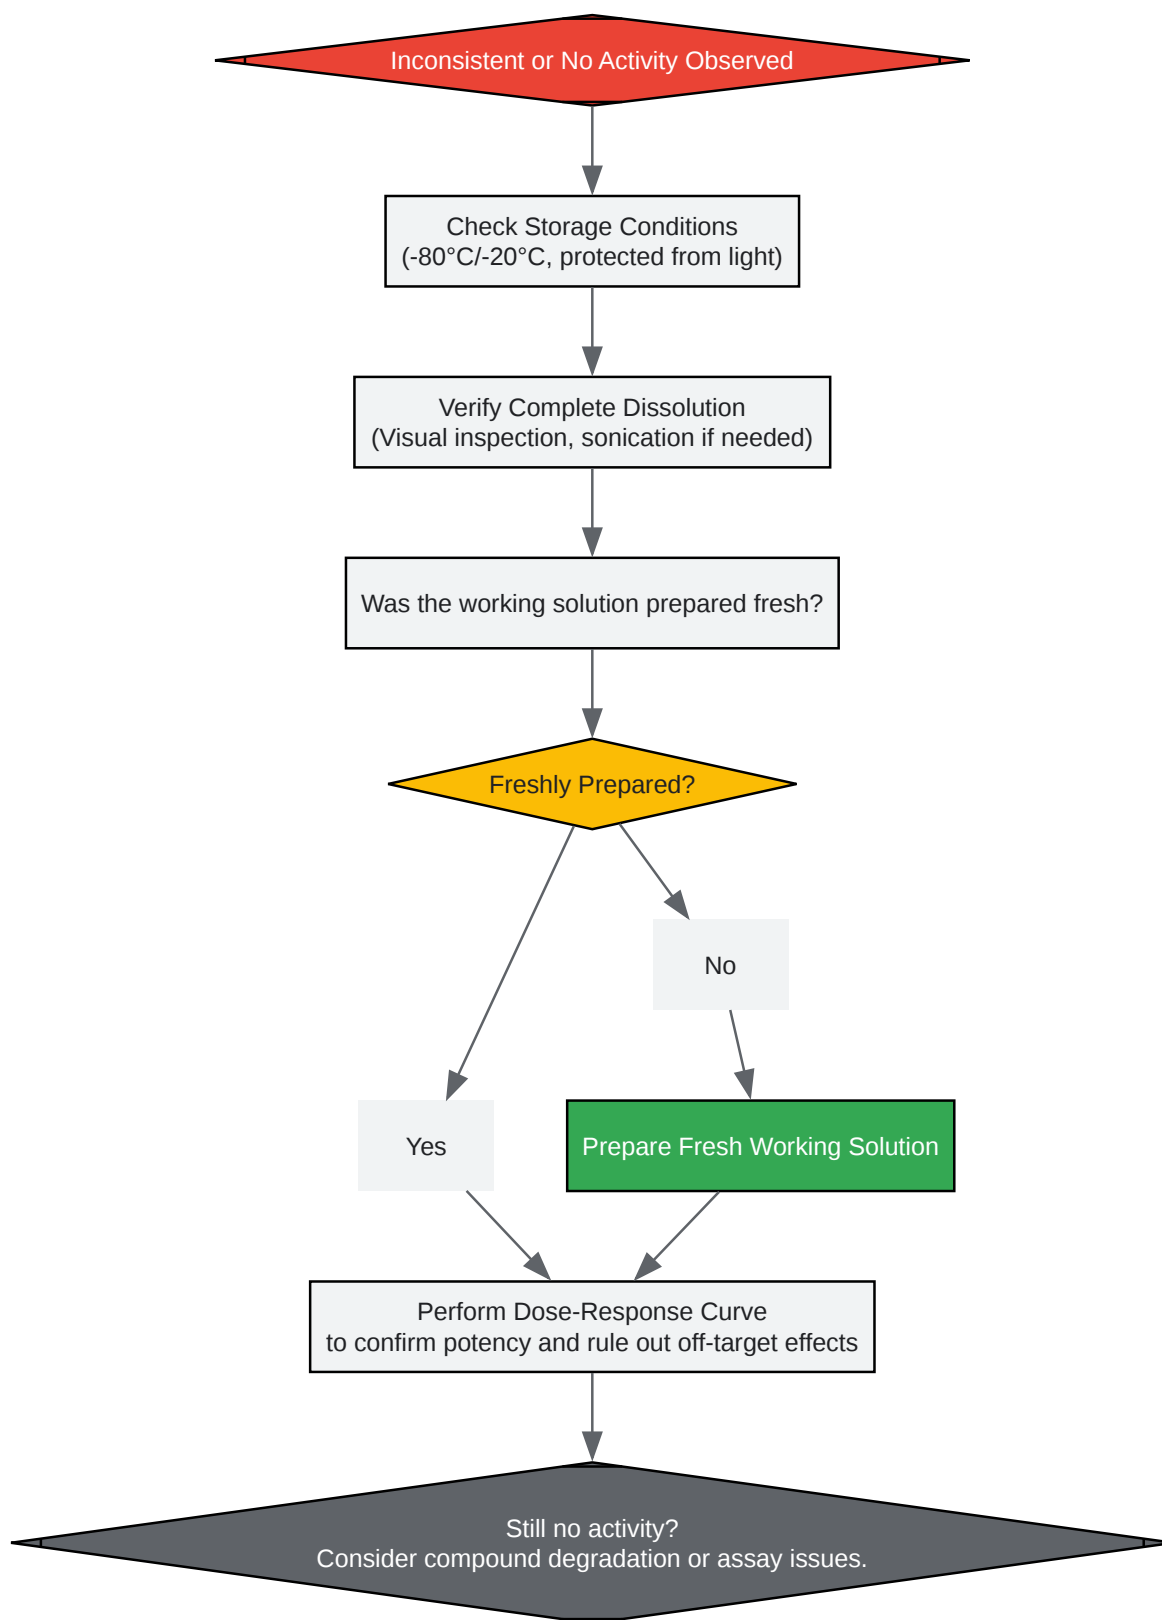 Inconsistent or No Activity Observed
Check Storage Conditions
(-80°C/-20°C, protected from light)
Verify Complete Dissolution
(Visual inspection, sonication if needed)
Was the working solution prepared fresh?
Freshly Prepared?
No
Yes
Prepare Fresh Working Solution
Perform Dose-Response Curve
to confirm potency and rule out off-target effects
Still no activity?
Consider compound degradation or assay issues.